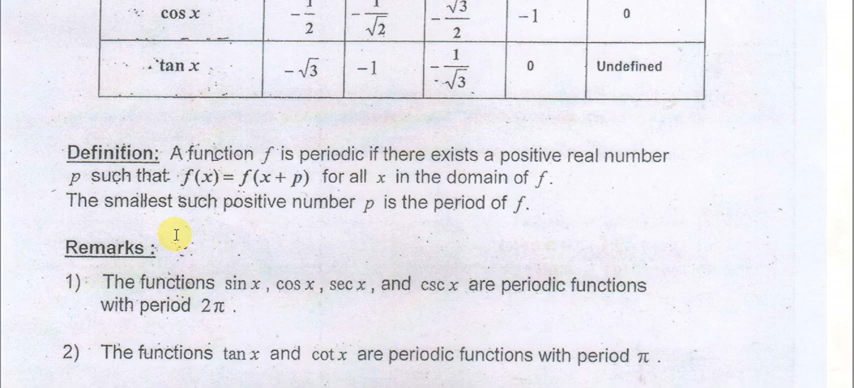 cos x -1/2 -1/√2 -√3/2 -1 0
tan x -√3 -1 -1/√3 0 Undefined
Definition: A function f is periodic if there exists a positive real number
p such that f(x) = f(x + p) for all x in the domain of f.
The smallest such positive number p is the period of f.
Remarks :
1) The functions sin x , cos x , sec x , and csc x are periodic functions
with period 2π .
2) The functions tan x and cot x are periodic functions with period π .